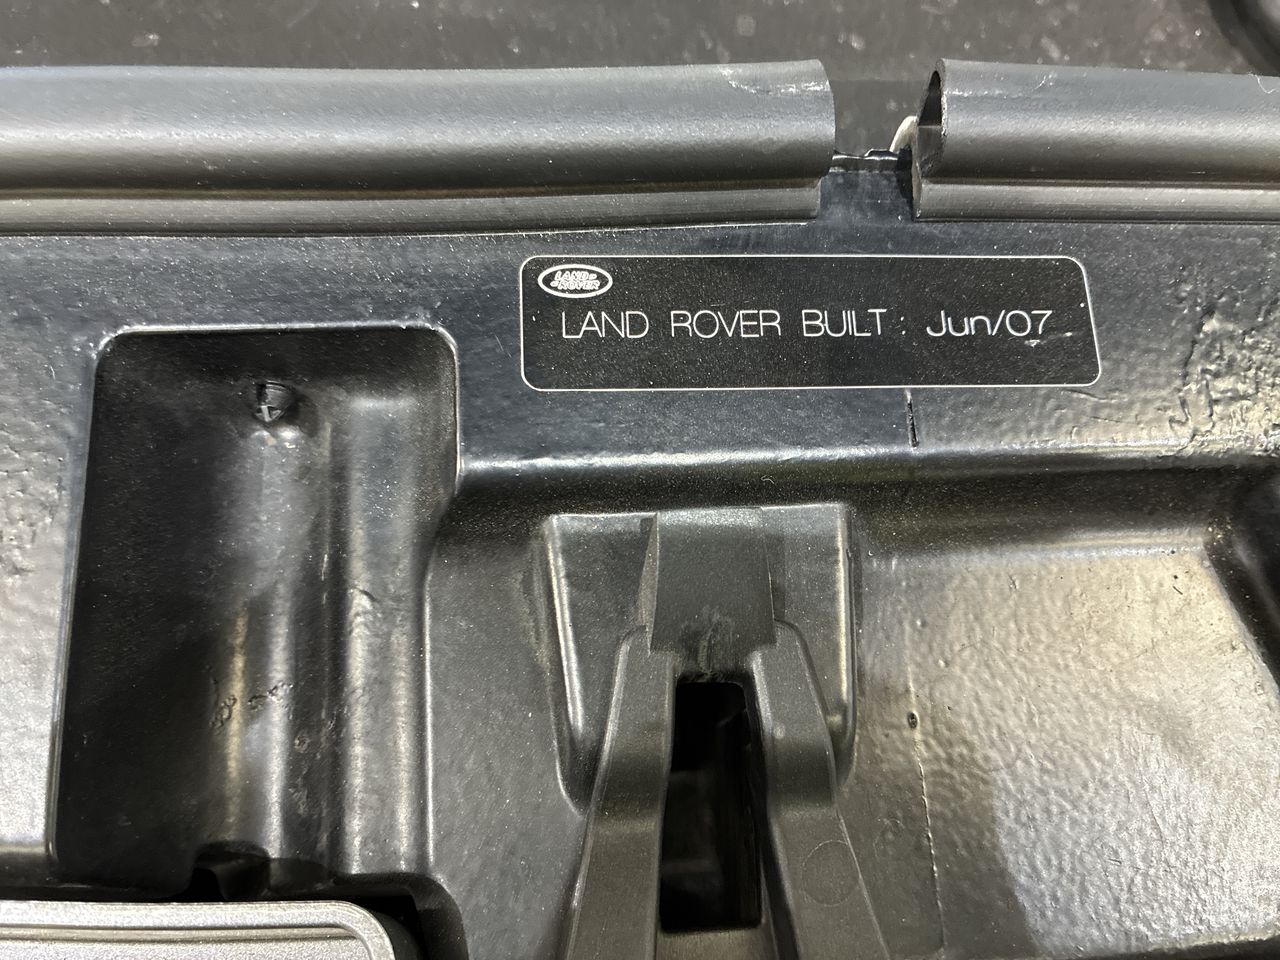 LAND-
-ROVER
LAND ROVER BUILT : Jun/07